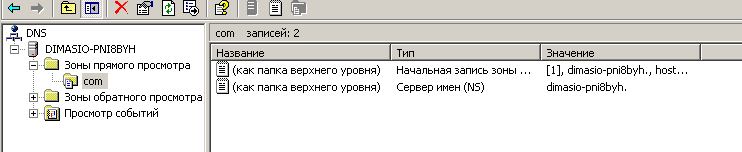 DNS
DIMASIO-PNI8BYH
Зоны прямого просмотра
com
Зоны обратного просмотра
Просмотр событий
com записей: 2
Название Тип Значение
(как папка верхнего уровня) Начальная запись зоны ... [1], dimasio-pni8byh., host...
(как папка верхнего уровня) Сервер имен (NS) dimasio-pni8byh.